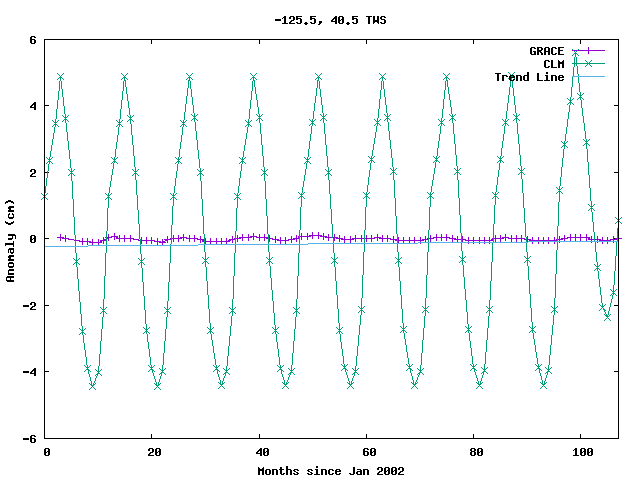 -125.5, 40.5 TWS
GRACE
CLM
Trend Line
6
4
2
0
-2
-4
-6
Anomaly (cm)
0 20 40 60 80 100
Months since Jan 2002